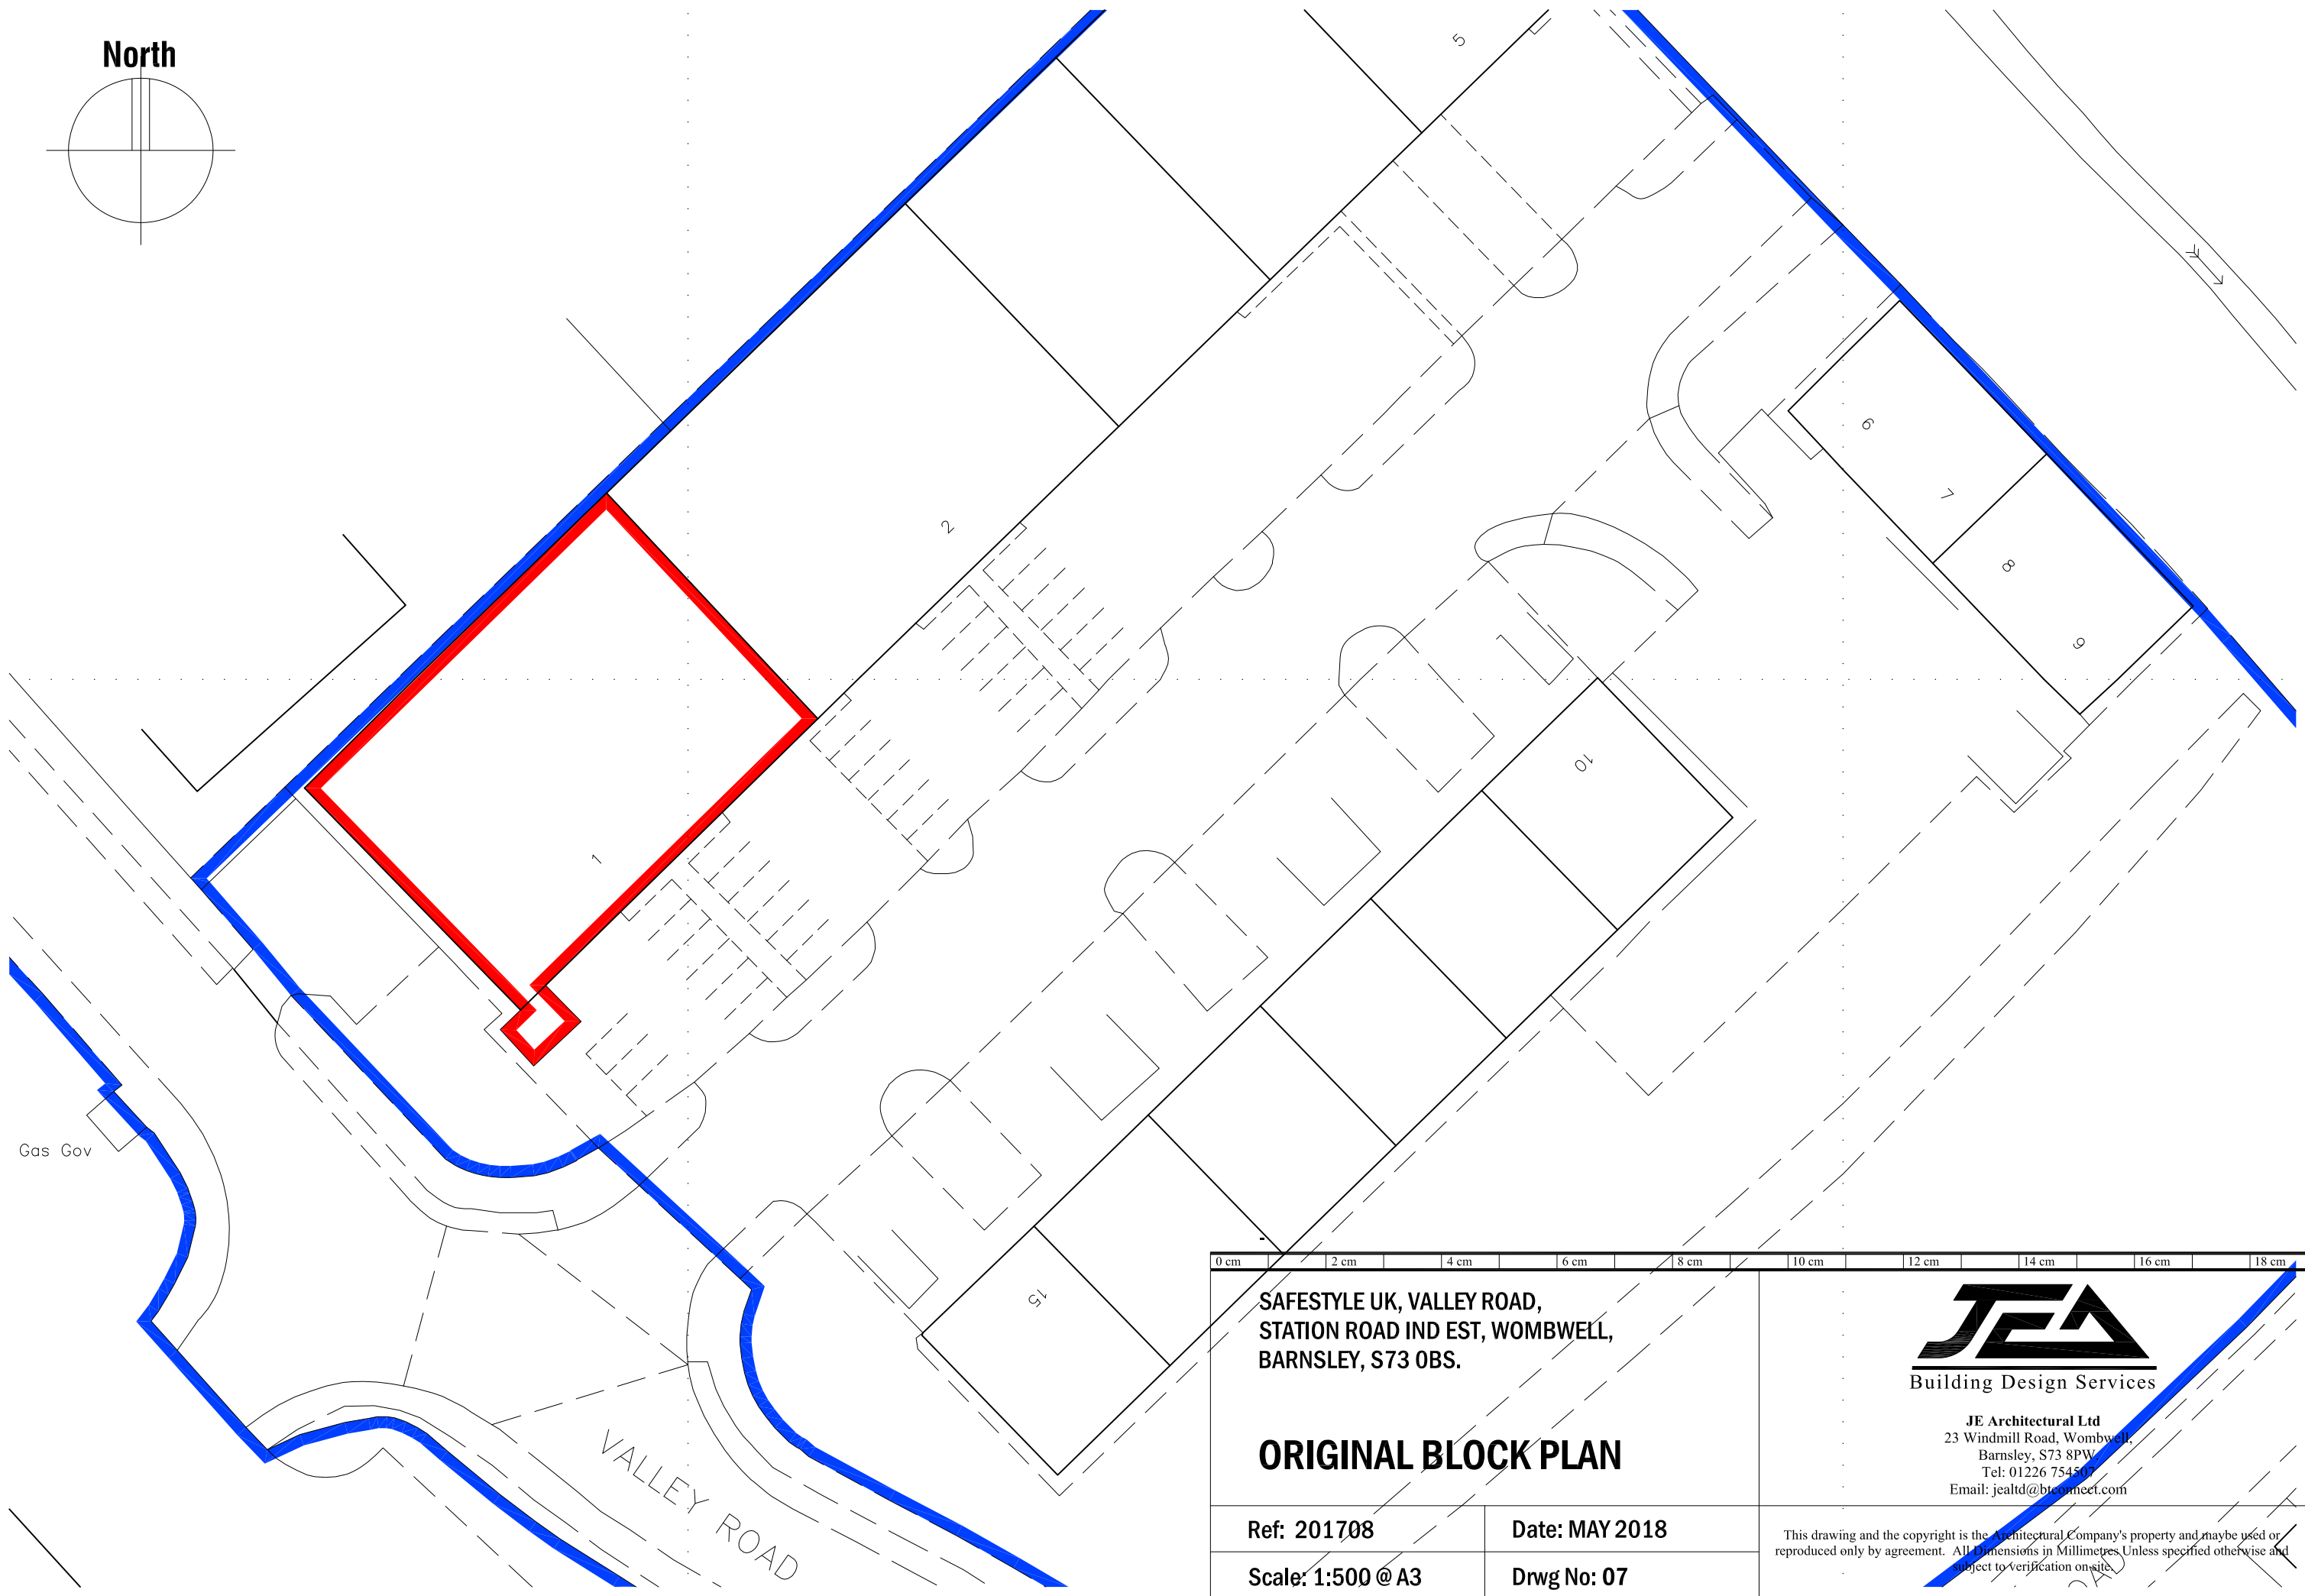 North
5
2
1
6
7
8
9
10
15
Gas Gov
VALLEY ROAD
0 cm 2 cm 4 cm 6 cm 8 cm 10 cm 12 cm 14 cm 16 cm 18 cm
SAFESTYLE UK, VALLEY ROAD,
STATION ROAD IND EST, WOMBWELL,
BARNSLEY, S73 0BS.
ORIGINAL BLOCK PLAN
Ref: 201708
Date: MAY 2018
Scale: 1:500 @ A3
Drwg No: 07
JEA
Building Design Services
JE Architectural Ltd
23 Windmill Road, Wombwell,
Barnsley, S73 8PW.
Tel: 01226 754507
Email: jealtd@btconnect.com
This drawing and the copyright is the Architectural Company's property and maybe used or
reproduced only by agreement. All Dimensions in Millimetres Unless specified otherwise and
subject to verification on site.